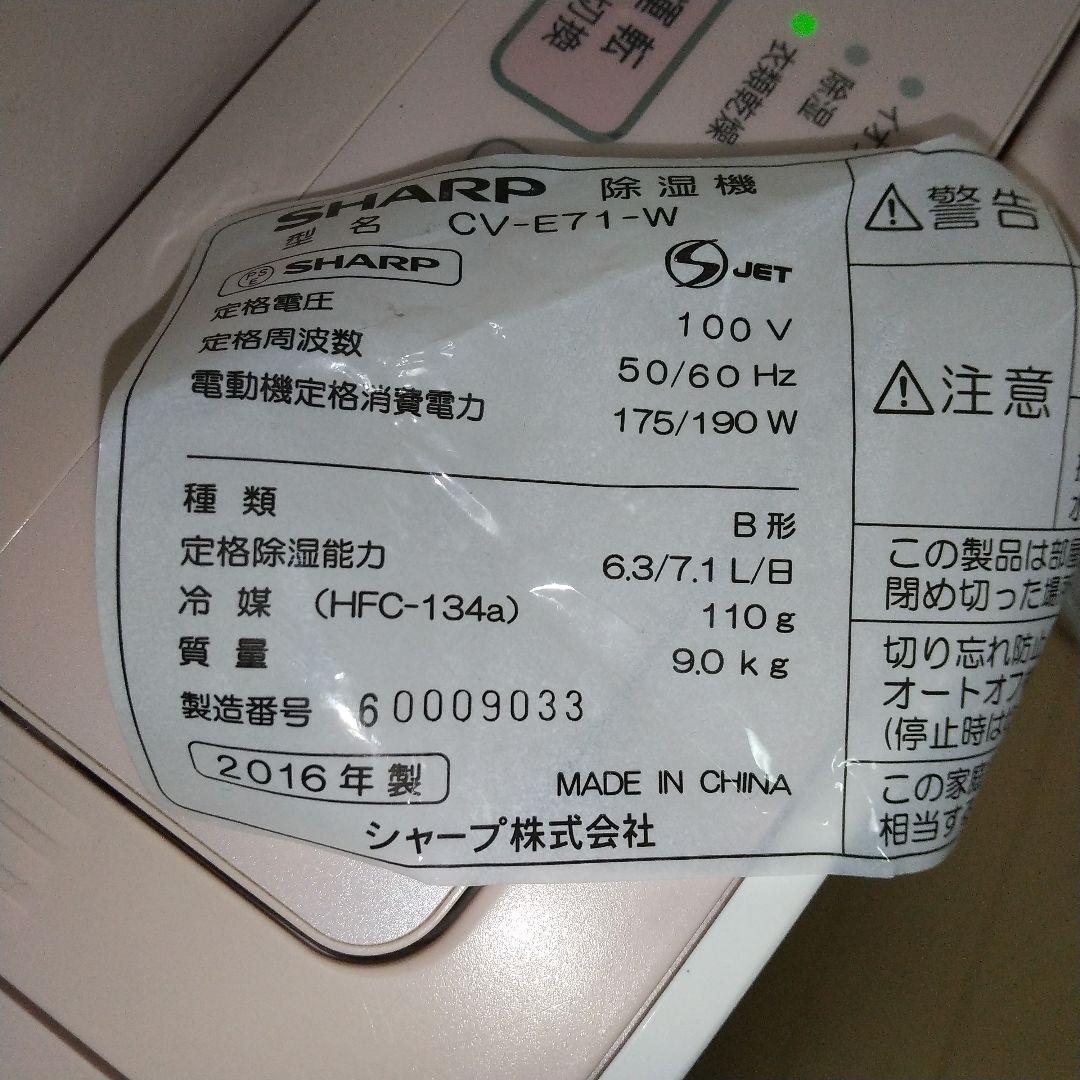 運転
切換
衣類乾燥
除湿
イオ
SHARP 除湿機
型名 CV-E71-W
PSE SHARP
JET
定格電圧 100 V
定格周波数 50/60 Hz
電動機定格消費電力 175/190 W
種類 B形
定格除湿能力 6.3/7.1 L/日
冷媒 (HFC-134a) 110 g
質量 9.0 kg
製造番号 60009033
2016年製 MADE IN CHINA
シャープ株式会社
警告
注意
この製品は部屋
閉め切った場
切り忘れ防止
オートオフ
(停止時は
この家庭
相当す